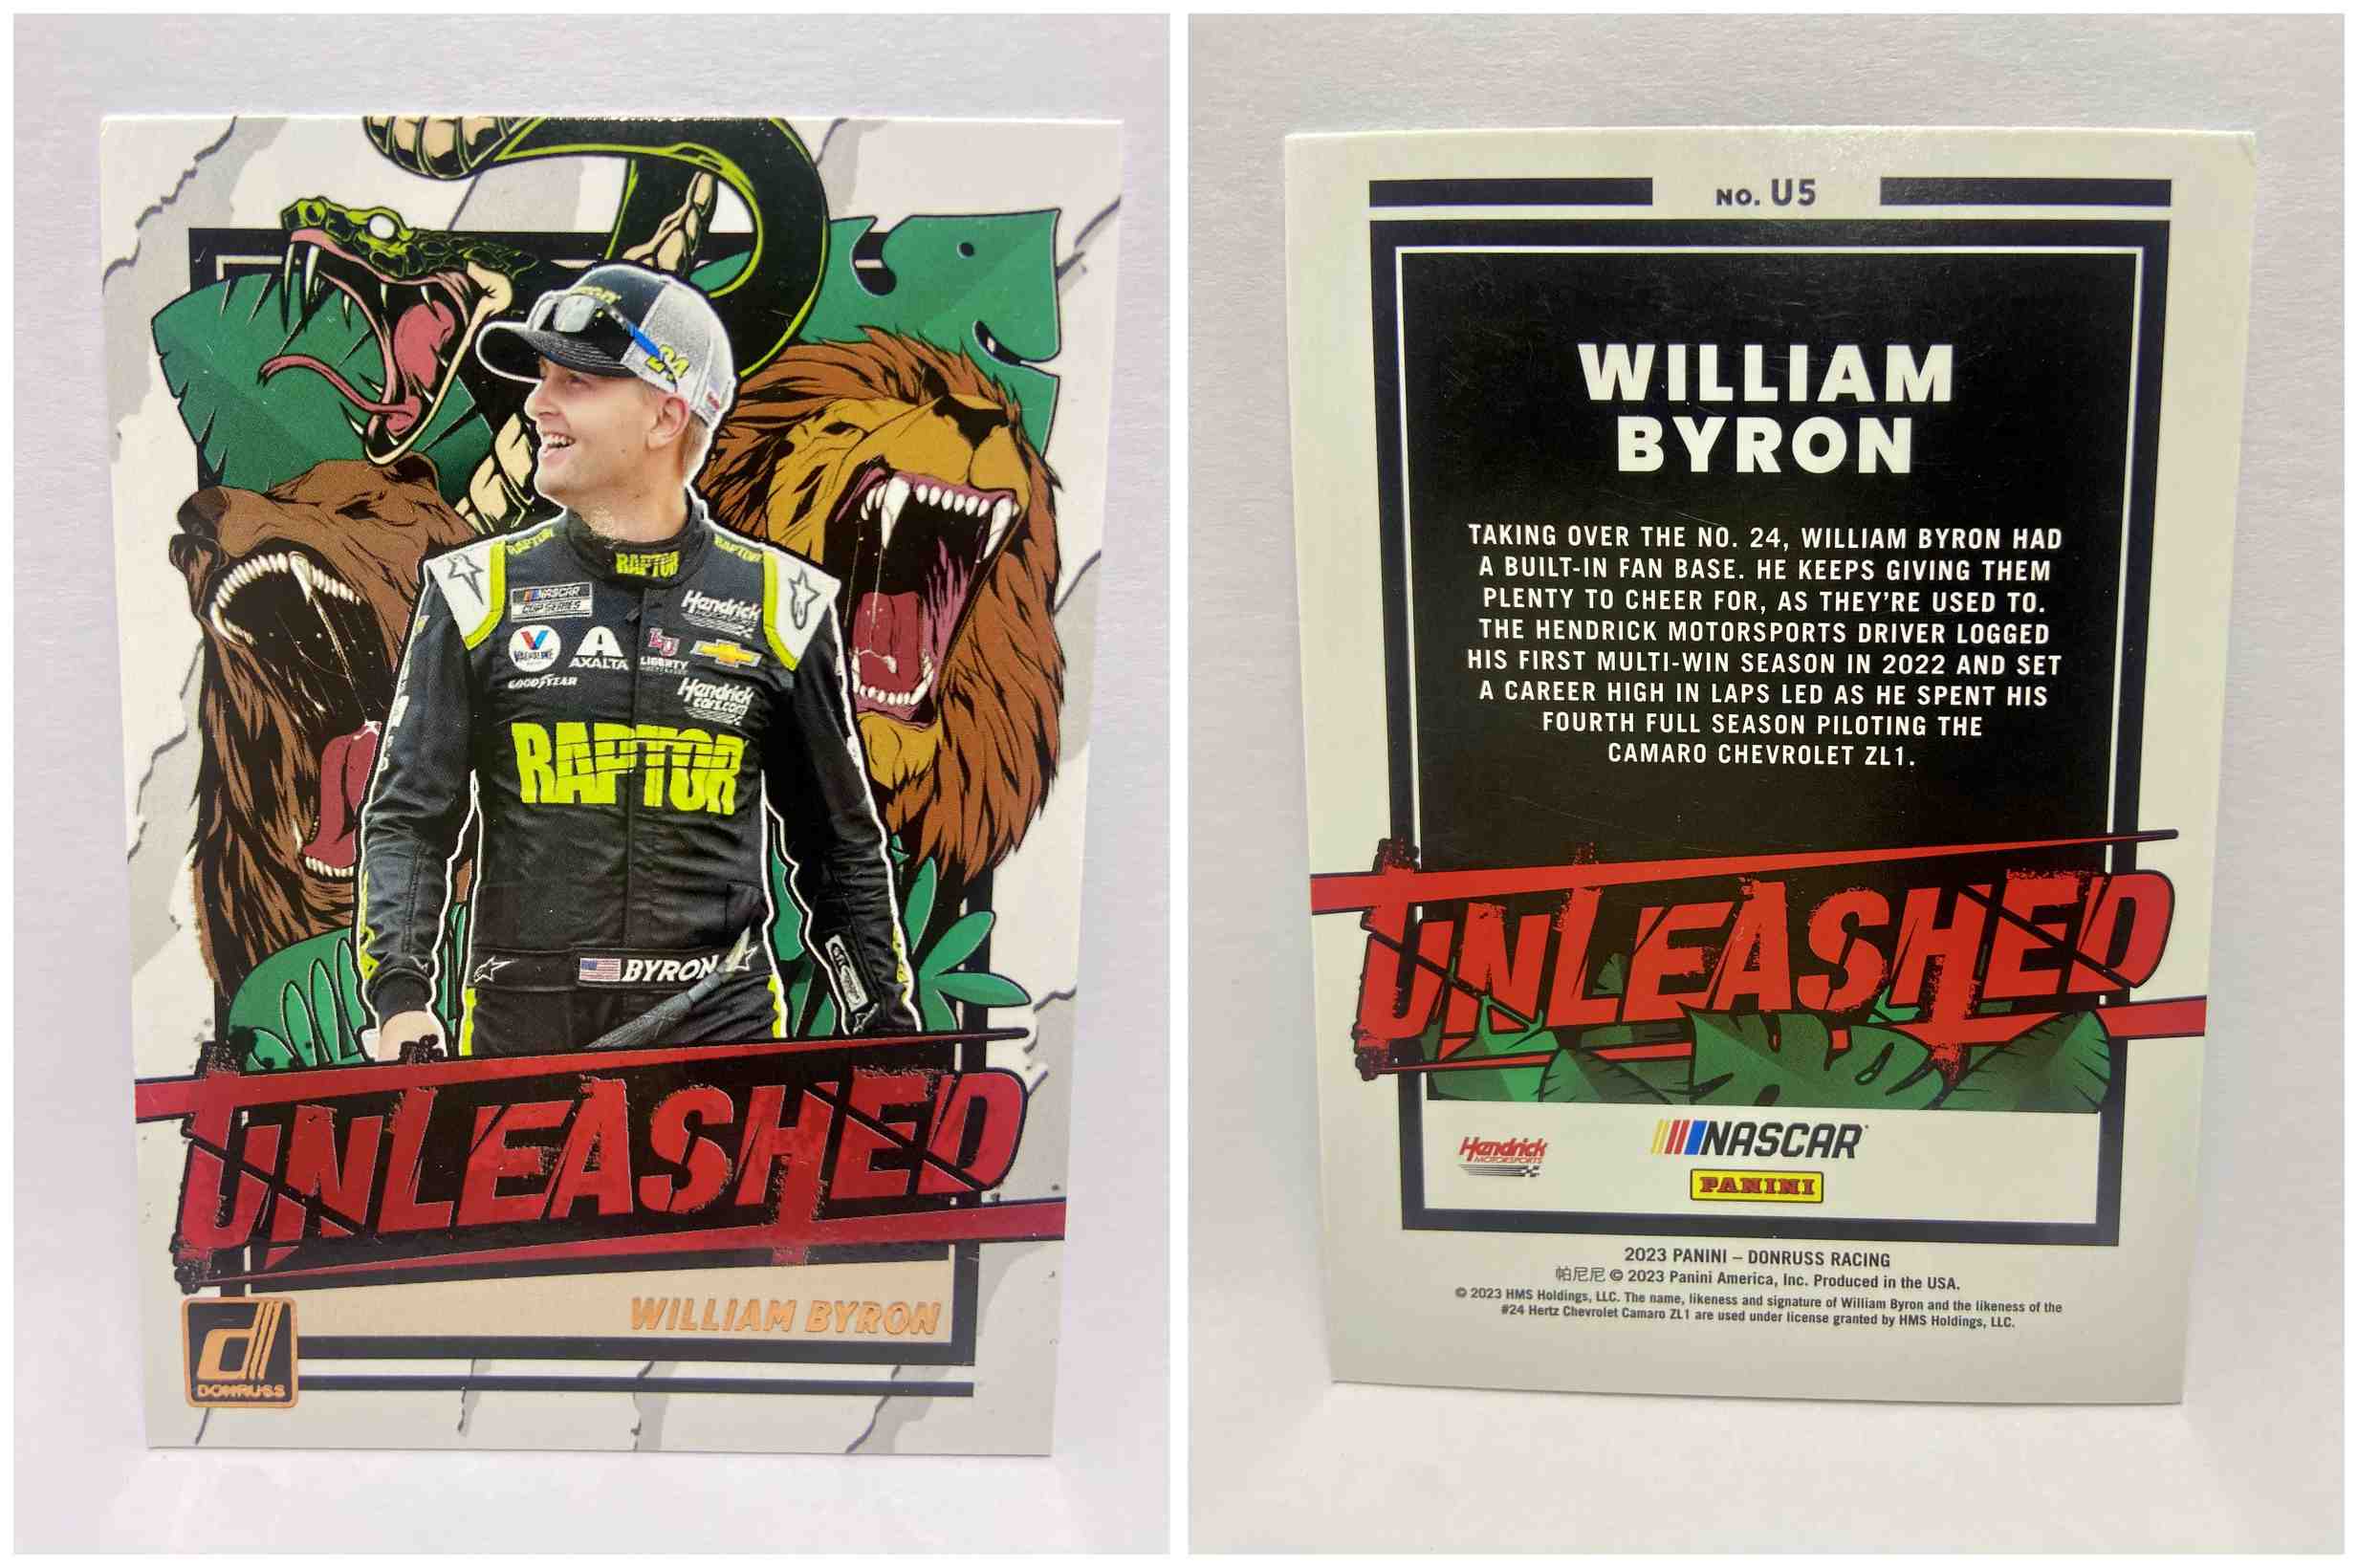 24
RAPTOR
RAPTOR
RAPTOR
NASCAR
CUP SERIES
Hendrick
VALVOLINE
AXALTA
LIBERTY
GOODYEAR
Hendrick
cars.com
RAPTOR
BYRON
UNLEASHED
WILLIAM BYRON
d
DONRUSS
NO. U5
WILLIAM
BYRON
TAKING OVER THE NO. 24, WILLIAM BYRON HAD
A BUILT-IN FAN BASE. HE KEEPS GIVING THEM
PLENTY TO CHEER FOR, AS THEY'RE USED TO.
THE HENDRICK MOTORSPORTS DRIVER LOGGED
HIS FIRST MULTI-WIN SEASON IN 2022 AND SET
A CAREER HIGH IN LAPS LED AS HE SPENT HIS
FOURTH FULL SEASON PILOTING THE
CAMARO CHEVROLET ZL1.
UNLEASHED
Hendrick
MOTORSPORTS
NASCAR
PANINI
2023 PANINI – DONRUSS RACING
帕尼尼 © 2023 Panini America, Inc. Produced in the USA.
© 2023 HMS Holdings, LLC. The name, likeness and signature of William Byron and the likeness of the
#24 Hertz Chevrolet Camaro ZL1 are used under license granted by HMS Holdings, LLC.